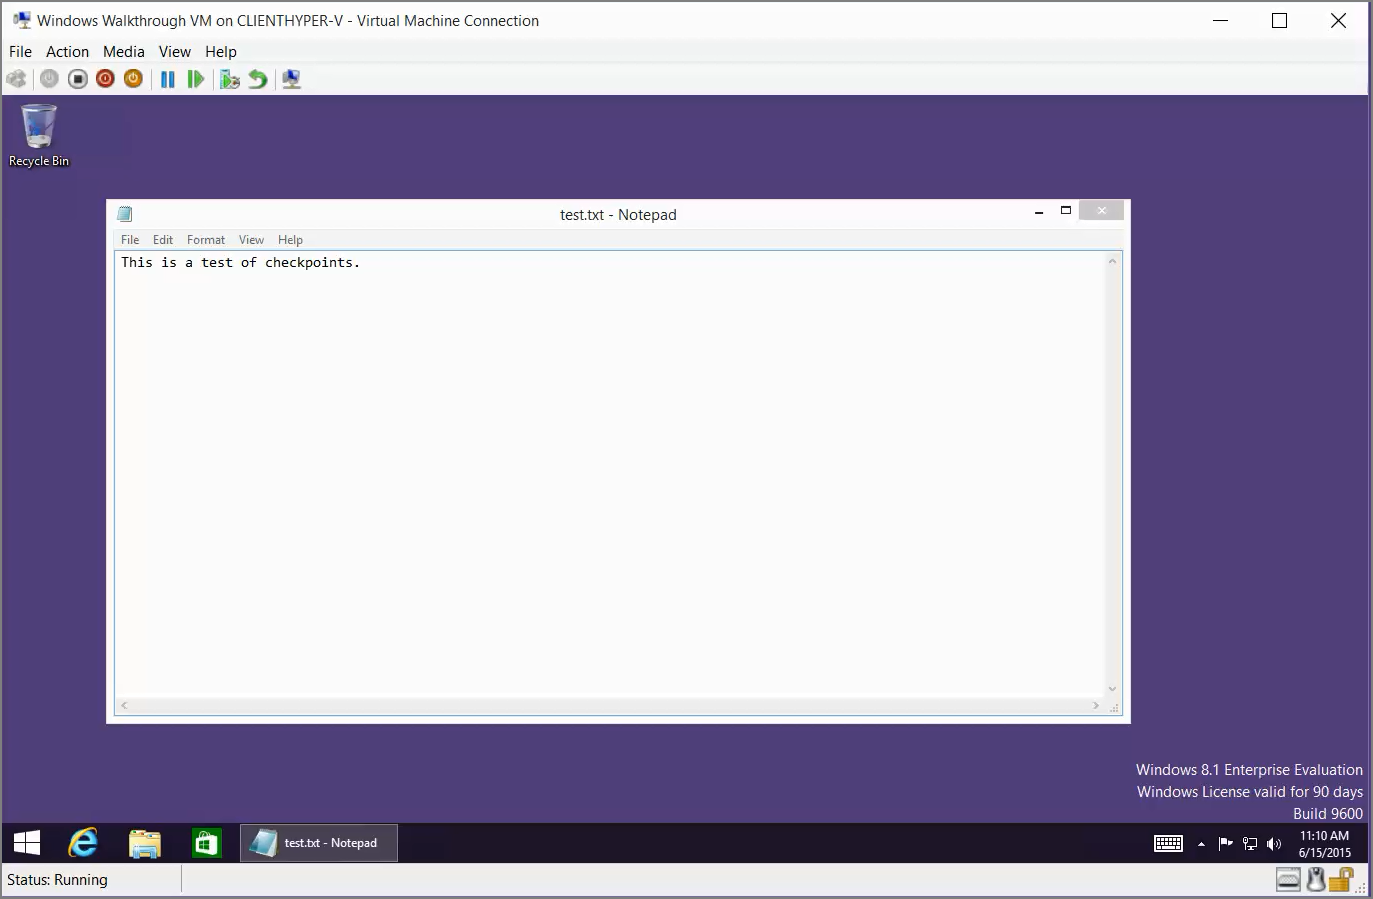 Windows Walkthrough VM on CLIENTHYPER-V - Virtual Machine Connection
File Action Media View Help
Recycle Bin
test.txt - Notepad
File Edit Format View Help
This is a test of checkpoints.
Windows 8.1 Enterprise Evaluation
Windows License valid for 90 days
Build 9600
test.txt - Notepad
11:10 AM
6/15/2015
Status: Running